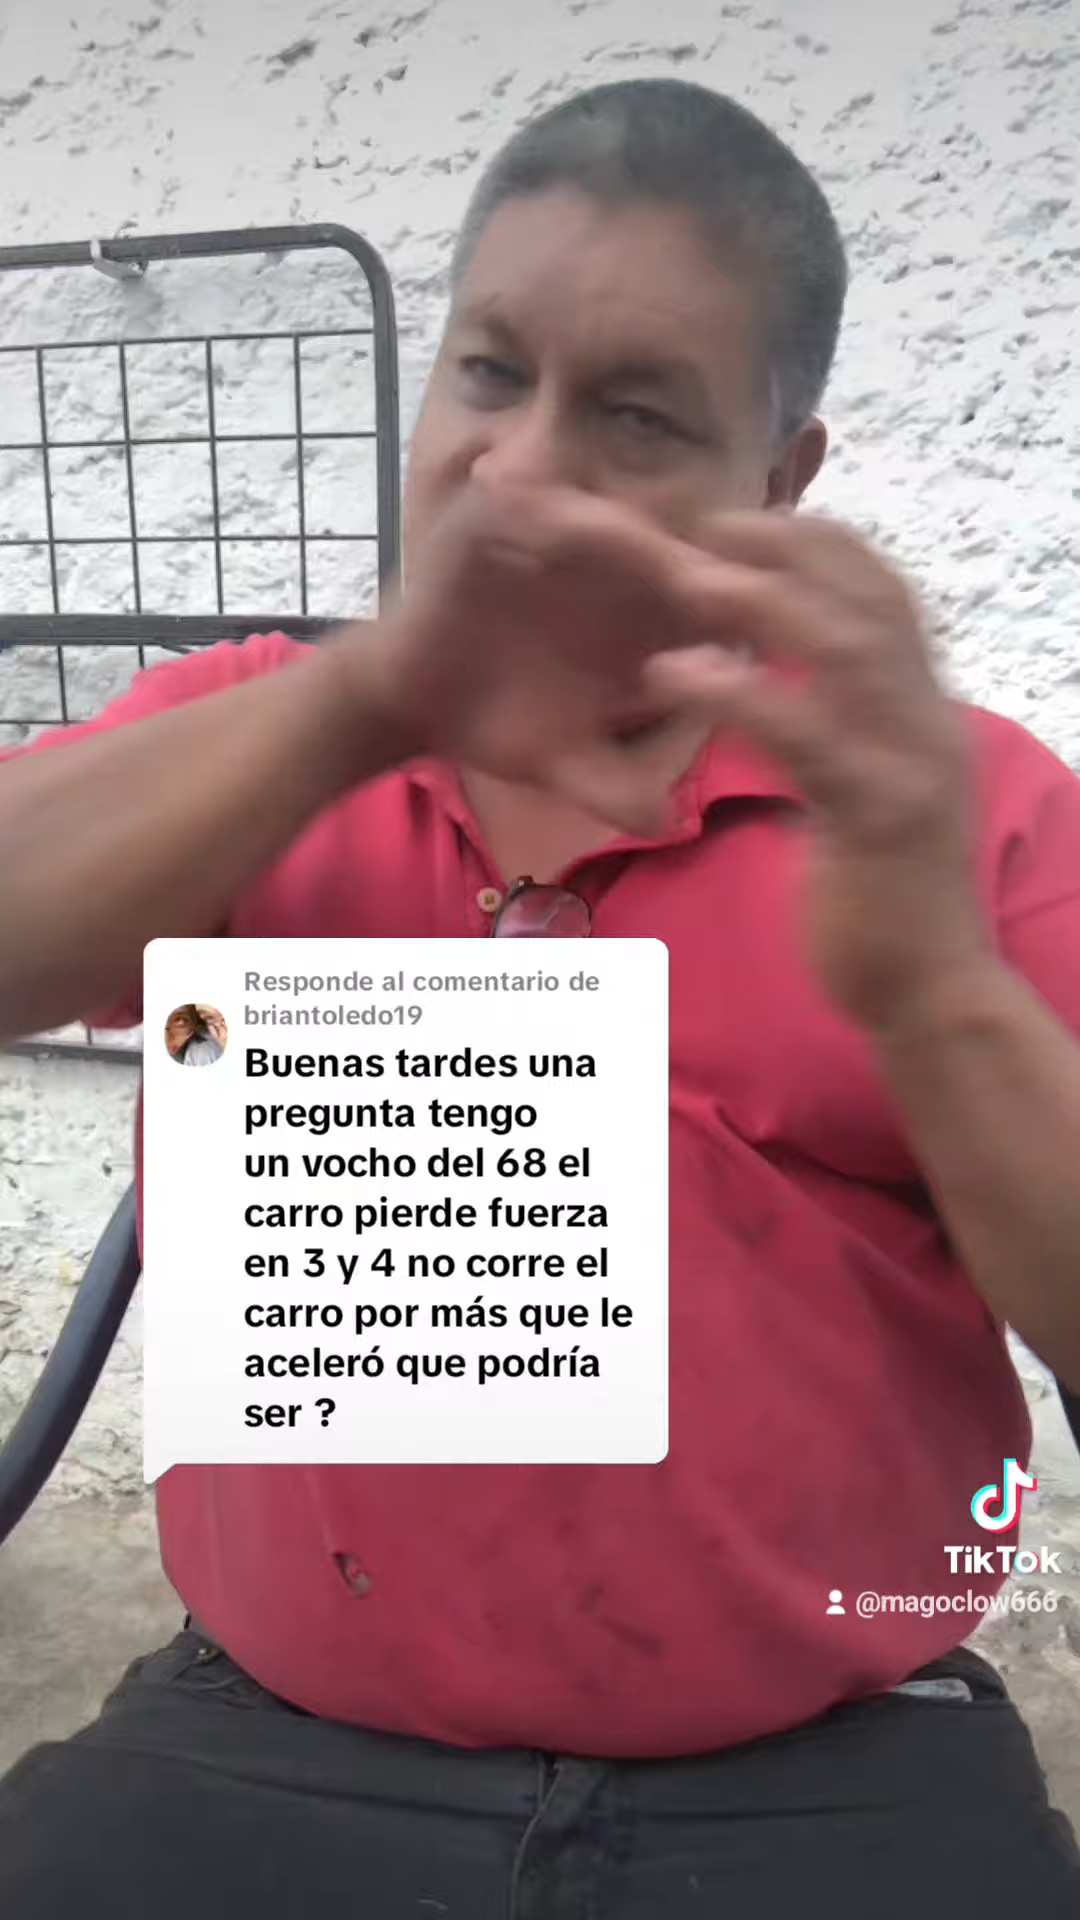 Responde al comentario de
briantoledo19
Buenas tardes una
pregunta tengo
un vocho del 68 el
carro pierde fuerza
en 3 y 4 no corre el
carro por más que le
aceleró que podría
ser ?
TikTok
@magoclow666